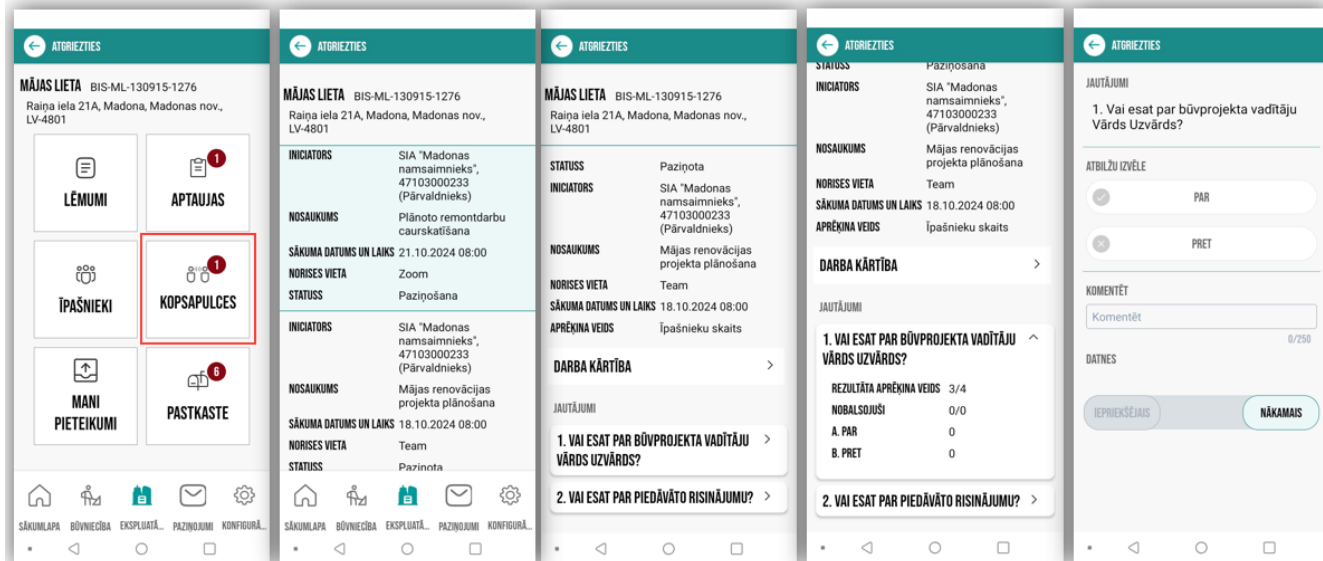 ATGRIEZTIES
MĀJAS LIETA BIS-ML-130915-1276
Raiņa iela 21A, Madona, Madonas nov.,
LV-4801
LĒMUMI
1
APTAUJAS
ĪPAŠNIEKI
1
KOPSAPULCES
MANI
PIETEIKUMI
6
PASTKASTE
SĀKUMLAPA BŪVNIECĪBA EKSPLUATĀ... PAZIŅOJUMI KONFIGURĀ...
ATGRIEZTIES
MĀJAS LIETA BIS-ML-130915-1276
Raiņa iela 21A, Madona, Madonas nov.,
LV-4801
INICIATORS SIA "Madonas
namsaimnieks",
47103000233
(Pārvaldnieks)
NOSAUKUMS Plānoto remontdarbu
caurskatīšana
SĀKUMA DATUMS UN LAIKS 21.10.2024 08:00
NORISES VIETA Zoom
STATUSS Paziņošana
INICIATORS SIA "Madonas
namsaimnieks",
47103000233
(Pārvaldnieks)
NOSAUKUMS Mājas renovācijas
projekta plānošana
SĀKUMA DATUMS UN LAIKS 18.10.2024 08:00
NORISES VIETA Team
STATUSS Paziņota
SĀKUMLAPA BŪVNIECĪBA EKSPLUATĀ... PAZIŅOJUMI KONFIGURĀ...
ATGRIEZTIES
MĀJAS LIETA BIS-ML-130915-1276
Raiņa iela 21A, Madona, Madonas nov.,
LV-4801
STATUSS Paziņota
INICIATORS SIA "Madonas
namsaimnieks",
47103000233
(Pārvaldnieks)
NOSAUKUMS Mājas renovācijas
projekta plānošana
NORISES VIETA Team
SĀKUMA DATUMS UN LAIKS 18.10.2024 08:00
APRĒĶINA VEIDS Īpašnieku skaits
DARBA KĀRTĪBA
JAUTĀJUMI
1. VAI ESAT PAR BŪVPROJEKTA VADĪTĀJU
VĀRDS UZVĀRDS?
2. VAI ESAT PAR PIEDĀVĀTO RISINĀJUMU?
ATGRIEZTIES
STATUSS Paziņošana
INICIATORS SIA "Madonas
namsaimnieks",
47103000233
(Pārvaldnieks)
NOSAUKUMS Mājas renovācijas
projekta plānošana
NORISES VIETA Team
SĀKUMA DATUMS UN LAIKS 18.10.2024 08:00
APRĒĶINA VEIDS Īpašnieku skaits
DARBA KĀRTĪBA
JAUTĀJUMI
1. VAI ESAT PAR BŪVPROJEKTA VADĪTĀJU
VĀRDS UZVĀRDS?
REZULTĀTA APRĒĶINA VEIDS 3/4
NOBALSOJUŠI 0/0
A. PAR 0
B. PRET 0
2. VAI ESAT PAR PIEDĀVĀTO RISINĀJUMU?
ATGRIEZTIES
JAUTĀJUMI
1. Vai esat par būvprojekta vadītāju
Vārds Uzvārds?
ATBILŽU IZVĒLE
PAR
PRET
KOMENTĒT
Komentēt
0/250
DATNES
IEPRIEKŠĒJAIS NĀKAMAIS